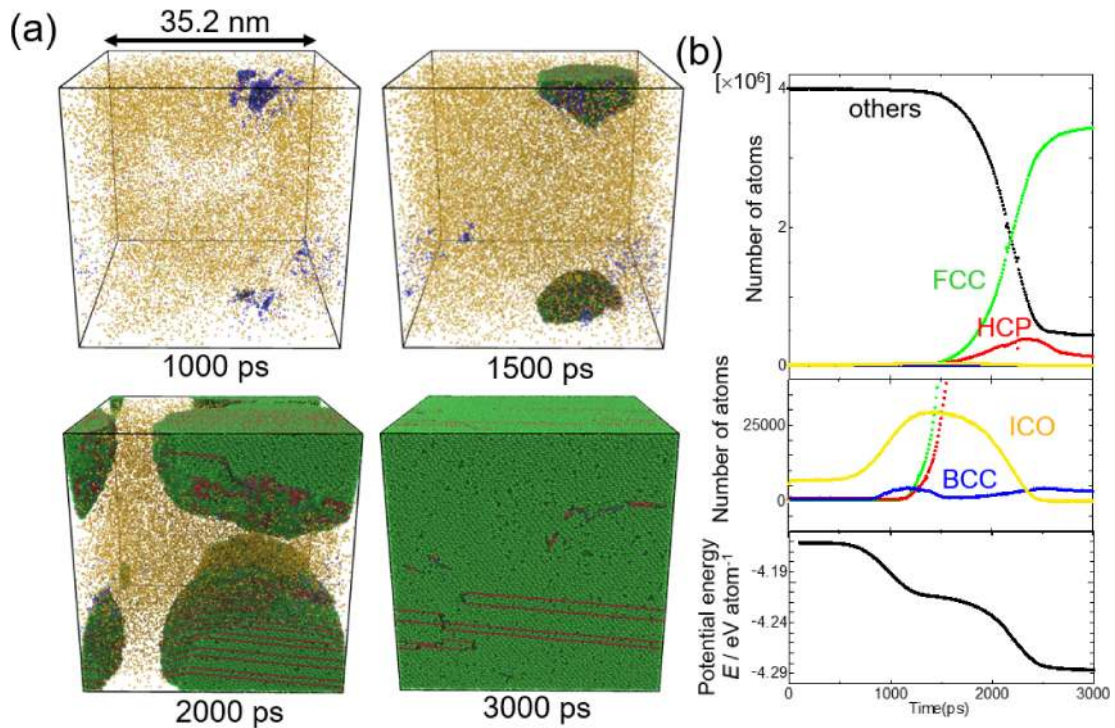 (a)
35.2 nm
1000 ps
1500 ps
2000 ps
3000 ps
(b)
[×10⁶]
4
2
0
Number of atoms
others
FCC
HCP
25000
0
Number of atoms
ICO
BCC
-4.19
-4.24
-4.29
Potential energy
E / eV atom⁻¹
0 1000 2000 3000
Time(ps)